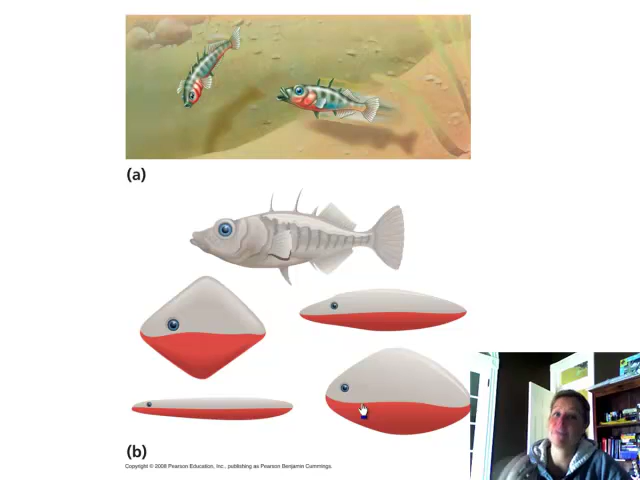 (a)
(b)
Copyright © 2008 Pearson Education, Inc., publishing as Pearson Benjamin Cummings.